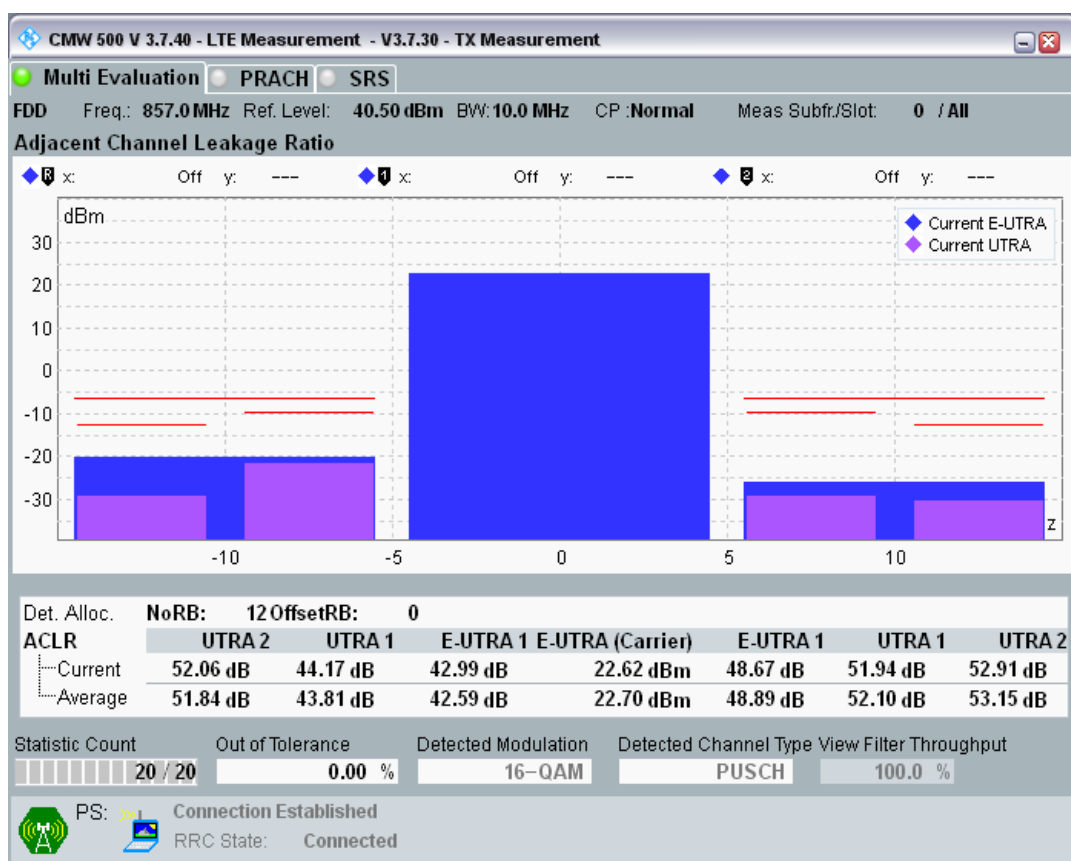 CMW 500 V 3.7.40 - LTE Measurement - V3.7.30 - TX Measurement
Multi Evaluation PRACH SRS
FDD Freq.: 857.0 MHz Ref. Level: 40.50 dBm BW: 10.0 MHz CP :Normal Meas Subfr./Slot: 0 / All
Adjacent Channel Leakage Ratio
R x: Off y: --- 1 x: Off y: --- 2 x: Off y: ---
dBm
Current E-UTRA
Current UTRA
30
20
10
0
-10
-20
-30
z
-10 -5 0 5 10
Det. Alloc. NoRB: 12 OffsetRB: 0
ACLR UTRA 2 UTRA 1 E-UTRA 1 E-UTRA (Carrier) E-UTRA 1 UTRA 1 UTRA 2
Current 52.06 dB 44.17 dB 42.99 dB 22.62 dBm 48.67 dB 51.94 dB 52.91 dB
Average 51.84 dB 43.81 dB 42.59 dB 22.70 dBm 48.89 dB 52.10 dB 53.15 dB
Statistic Count Out of Tolerance Detected Modulation Detected Channel Type View Filter Throughput
20 / 20 0.00 % 16-QAM PUSCH 100.0 %
PS: Connection Established
RRC State: Connected